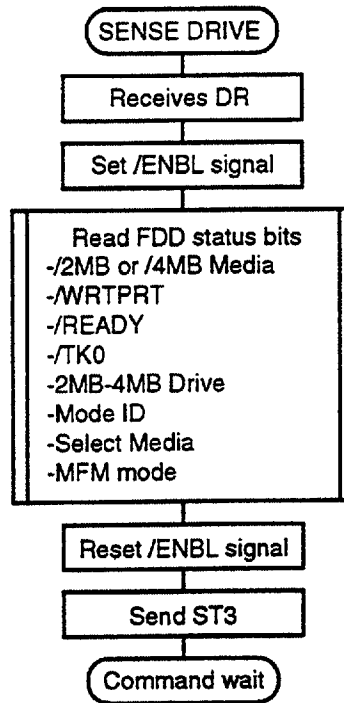 SENSE DRIVE
Receives DR
Set /ENBL signal
Read FDD status bits
-/2MB or /4MB Media
-/WRTPRT
-/READY
-/TK0
-2MB-4MB Drive
-Mode ID
-Select Media
-MFM mode
Reset /ENBL signal
Send ST3
Command wait